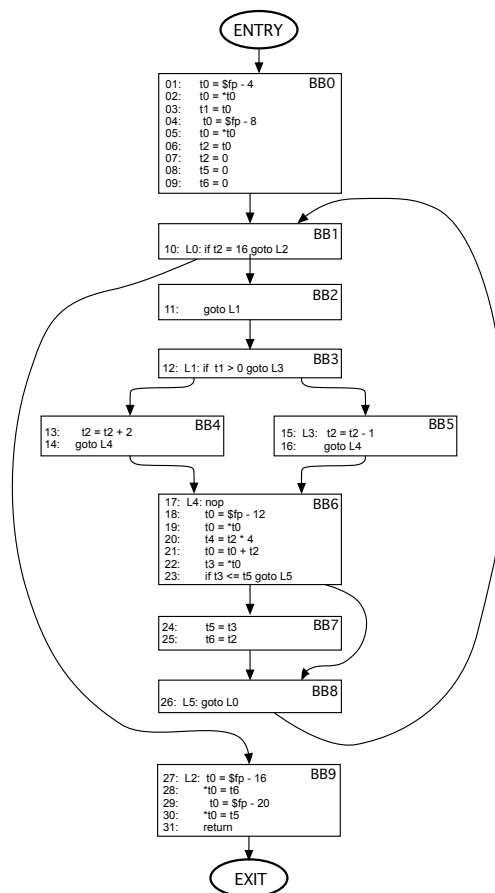 ENTRY
BB0
01: t0 = $fp - 4
02: t0 = *t0
03: t1 = t0
04: t0 = $fp - 8
05: t0 = *t0
06: t2 = t0
07: t2 = 0
08: t5 = 0
09: t6 = 0
BB1
10: L0: if t2 = 16 goto L2
BB2
11: goto L1
BB3
12: L1: if t1 > 0 goto L3
BB4
13: t2 = t2 + 2
14: goto L4
BB5
15: L3: t2 = t2 - 1
16: goto L4
BB6
17: L4: nop
18: t0 = $fp - 12
19: t0 = *t0
20: t4 = t2 * 4
21: t0 = t0 + t2
22: t3 = *t0
23: if t3 <= t5 goto L5
BB7
24: t5 = t3
25: t6 = t2
BB8
26: L5: goto L0
BB9
27: L2: t0 = $fp - 16
28: *t0 = t6
29: t0 = $fp - 20
30: *t0 = t5
31: return
EXIT